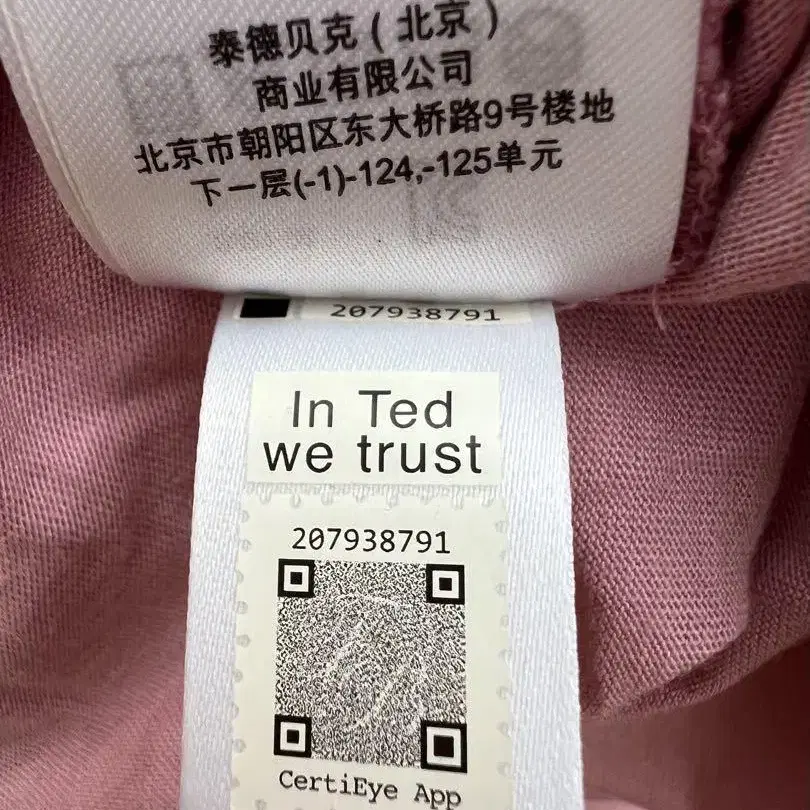 泰德贝克（北京）
商业有限公司
北京市朝阳区东大桥路9号楼地
下一层(-1)-124,-125单元
207938791
In Ted
we trust
207938791
CertiEye App